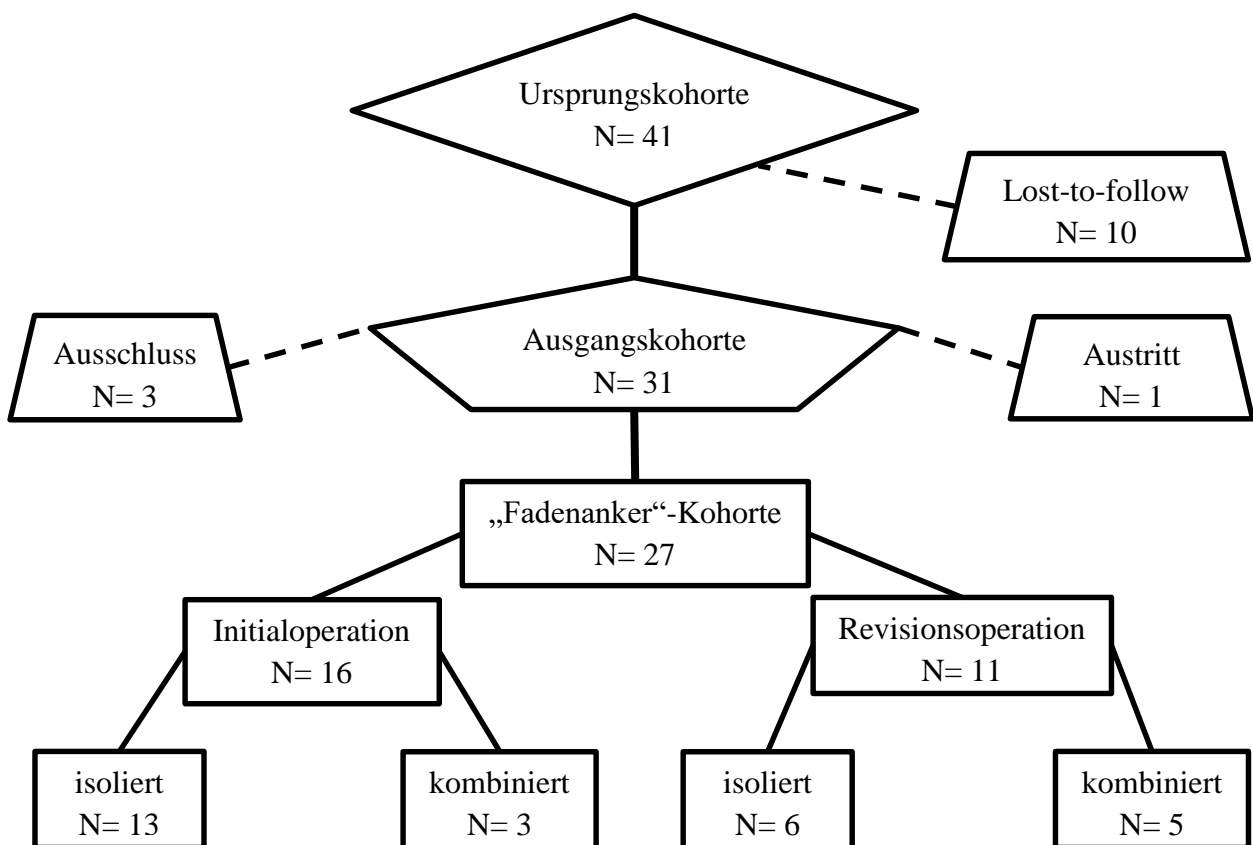 Ursprungskohorte
N= 41
Lost-to-follow
N= 10
Ausschluss
N= 3
Ausgangskohorte
N= 31
Austritt
N= 1
„Fadenanker“-Kohorte
N= 27
Initialoperation
N= 16
Revisionsoperation
N= 11
isoliert
N= 13
kombiniert
N= 3
isoliert
N= 6
kombiniert
N= 5